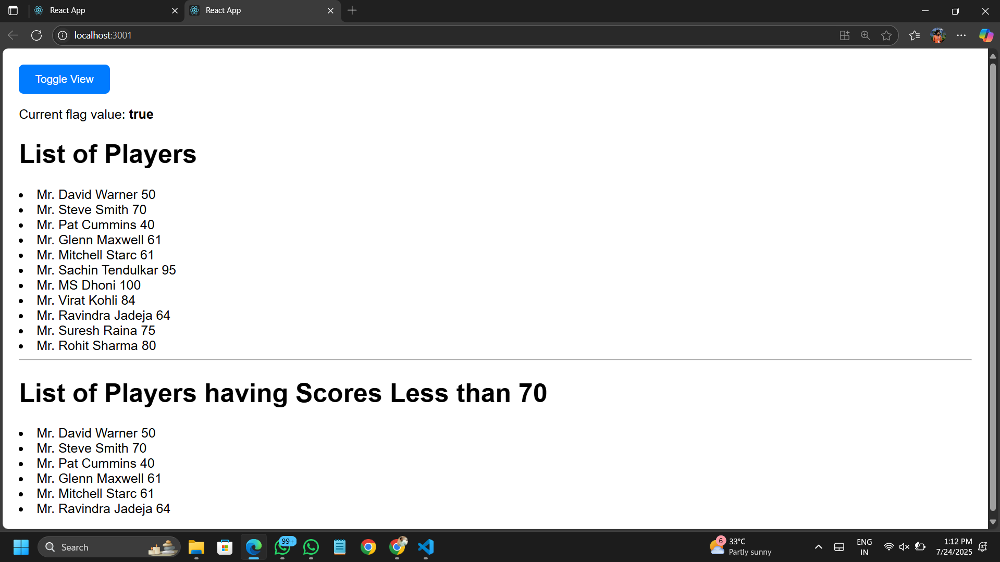 React App
React App
localhost:3001
Toggle View
Current flag value: true
List of Players
Mr. David Warner 50
Mr. Steve Smith 70
Mr. Pat Cummins 40
Mr. Glenn Maxwell 61
Mr. Mitchell Starc 61
Mr. Sachin Tendulkar 95
Mr. MS Dhoni 100
Mr. Virat Kohli 84
Mr. Ravindra Jadeja 64
Mr. Suresh Raina 75
Mr. Rohit Sharma 80
List of Players having Scores Less than 70
Mr. David Warner 50
Mr. Steve Smith 70
Mr. Pat Cummins 40
Mr. Glenn Maxwell 61
Mr. Mitchell Starc 61
Mr. Ravindra Jadeja 64
Search
99+
6
33°C
Partly sunny
ENG
IN
1:12 PM
7/24/2025